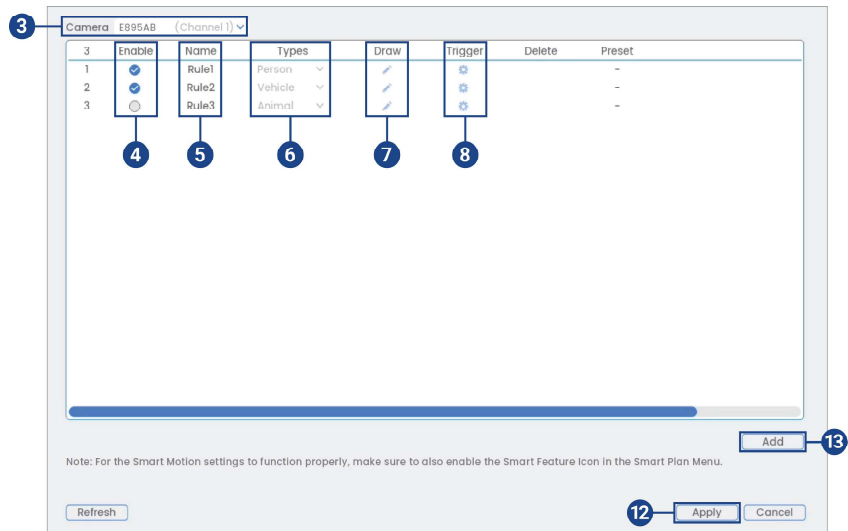 3 Camera E895AB (Channel 1)
3 Enable Name Types Draw Trigger Delete Preset
1 Rule1 Person -
2 Rule2 Vehicle -
3 Rule3 Animal -
4 5 6 7 8
Add 13
Note: For the Smart Motion settings to function properly, make sure to also enable the Smart Feature Icon in the Smart Plan Menu.
Refresh 12 Apply Cancel